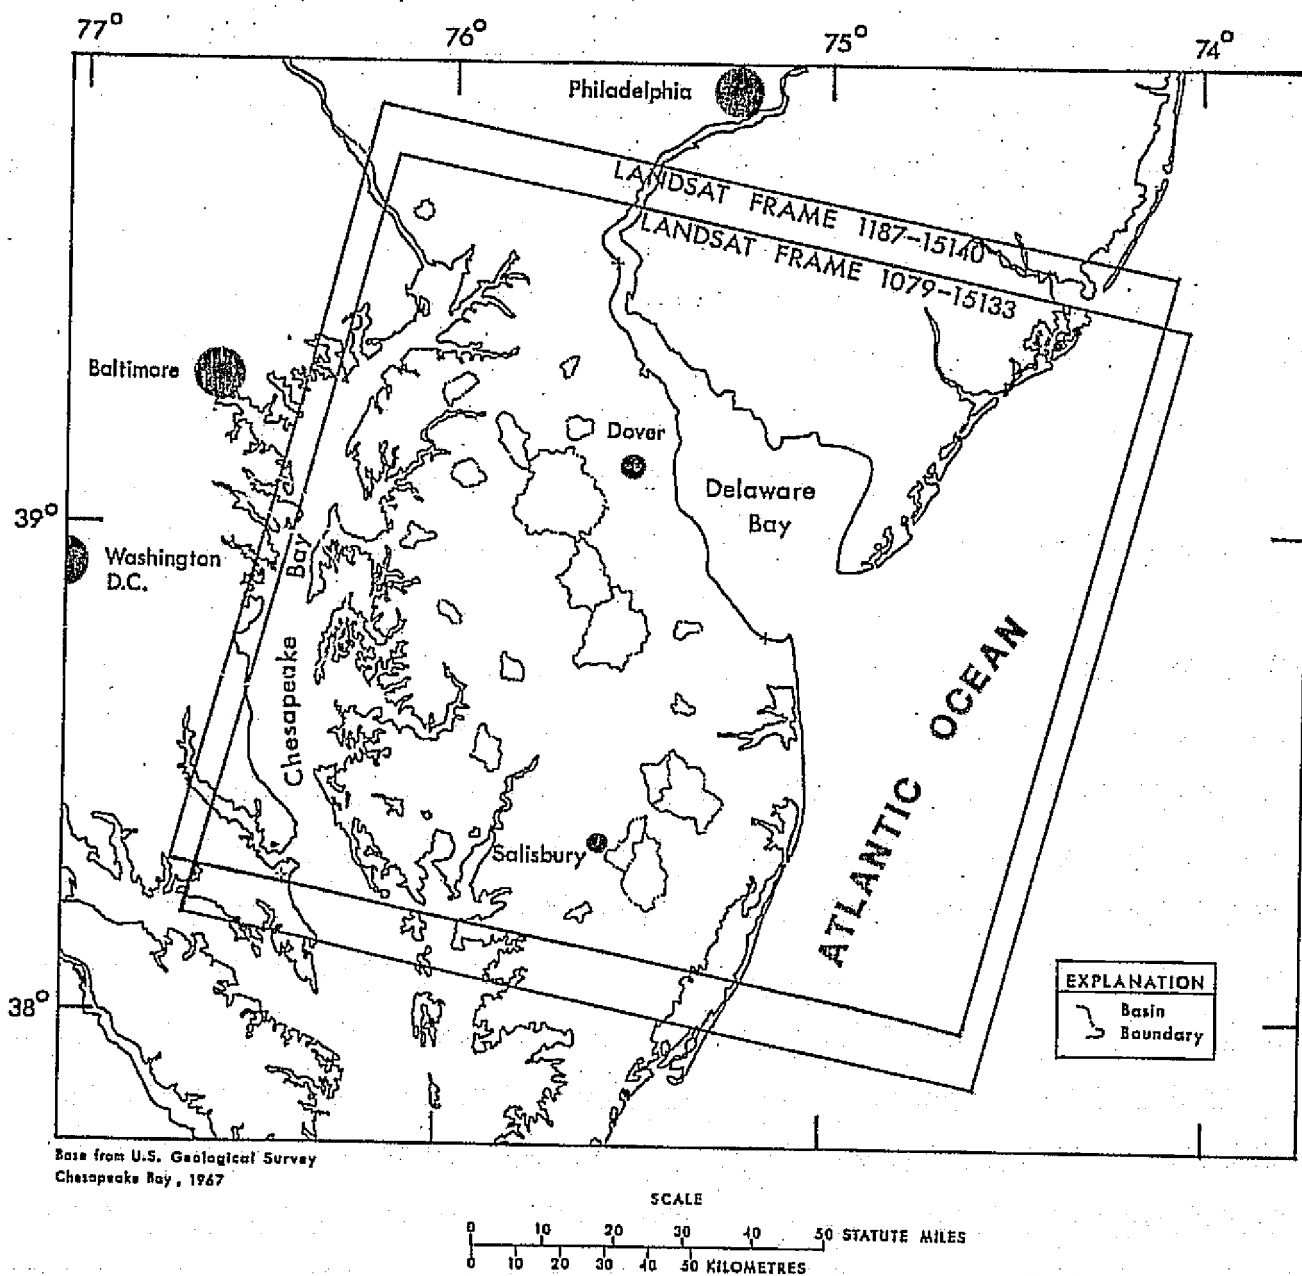 77° 76° 75° 74°
Philadelphia
LANDSAT FRAME 1187-15140
LANDSAT FRAME 1079-15133
Baltimore
Dover
Delaware
Bay
39°
Washington
D.C.
Chesapeake Bay
ATLANTIC OCEAN
Salisbury
38°
EXPLANATION
Basin
Boundary
Base from U.S. Geological Survey
Chesapeake Bay, 1967
SCALE
0 10 20 30 40 50 STATUTE MILES
0 10 20 30 40 50 KILOMETRES